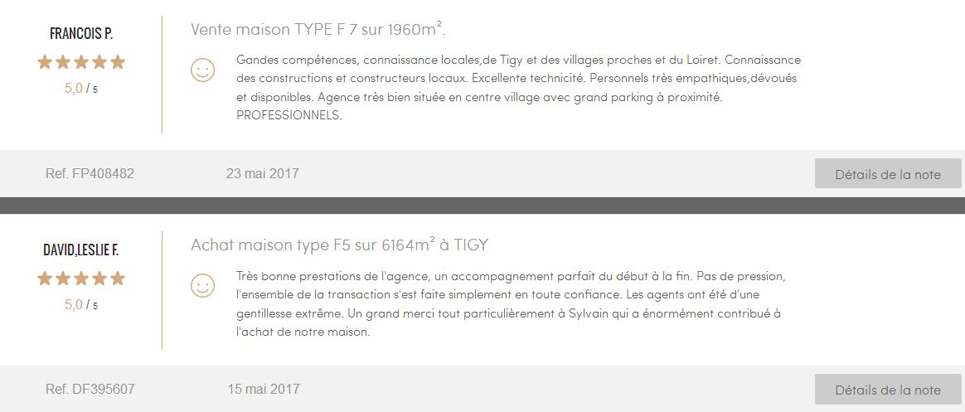 FRANCOIS P.
5,0 / 5
Vente maison TYPE F 7 sur 1960m².
Gandes compétences, connaissance locales,de Tigy et des villages proches et du Loiret. Connaissance
des constructions et constructeurs locaux. Excellente technicité. Personnels très empathiques,dévoués
et disponibles. Agence très bien située en centre village avec grand parking à proximité.
PROFESSIONNELS.
Ref. FP408482
23 mai 2017
Détails de la note
DAVID,LESLIE F.
5,0 / 5
Achat maison type F5 sur 6164m² à TIGY
Très bonne prestations de l'agence, un accompagnement parfait du début à la fin. Pas de pression,
l'ensemble de la transaction s'est faite simplement en toute confiance. Les agents ont été d'une
gentillesse extrême. Un grand merci tout particulièrement à Sylvain qui a énormément contribué à
l'achat de notre maison.
Ref. DF395607
15 mai 2017
Détails de la note